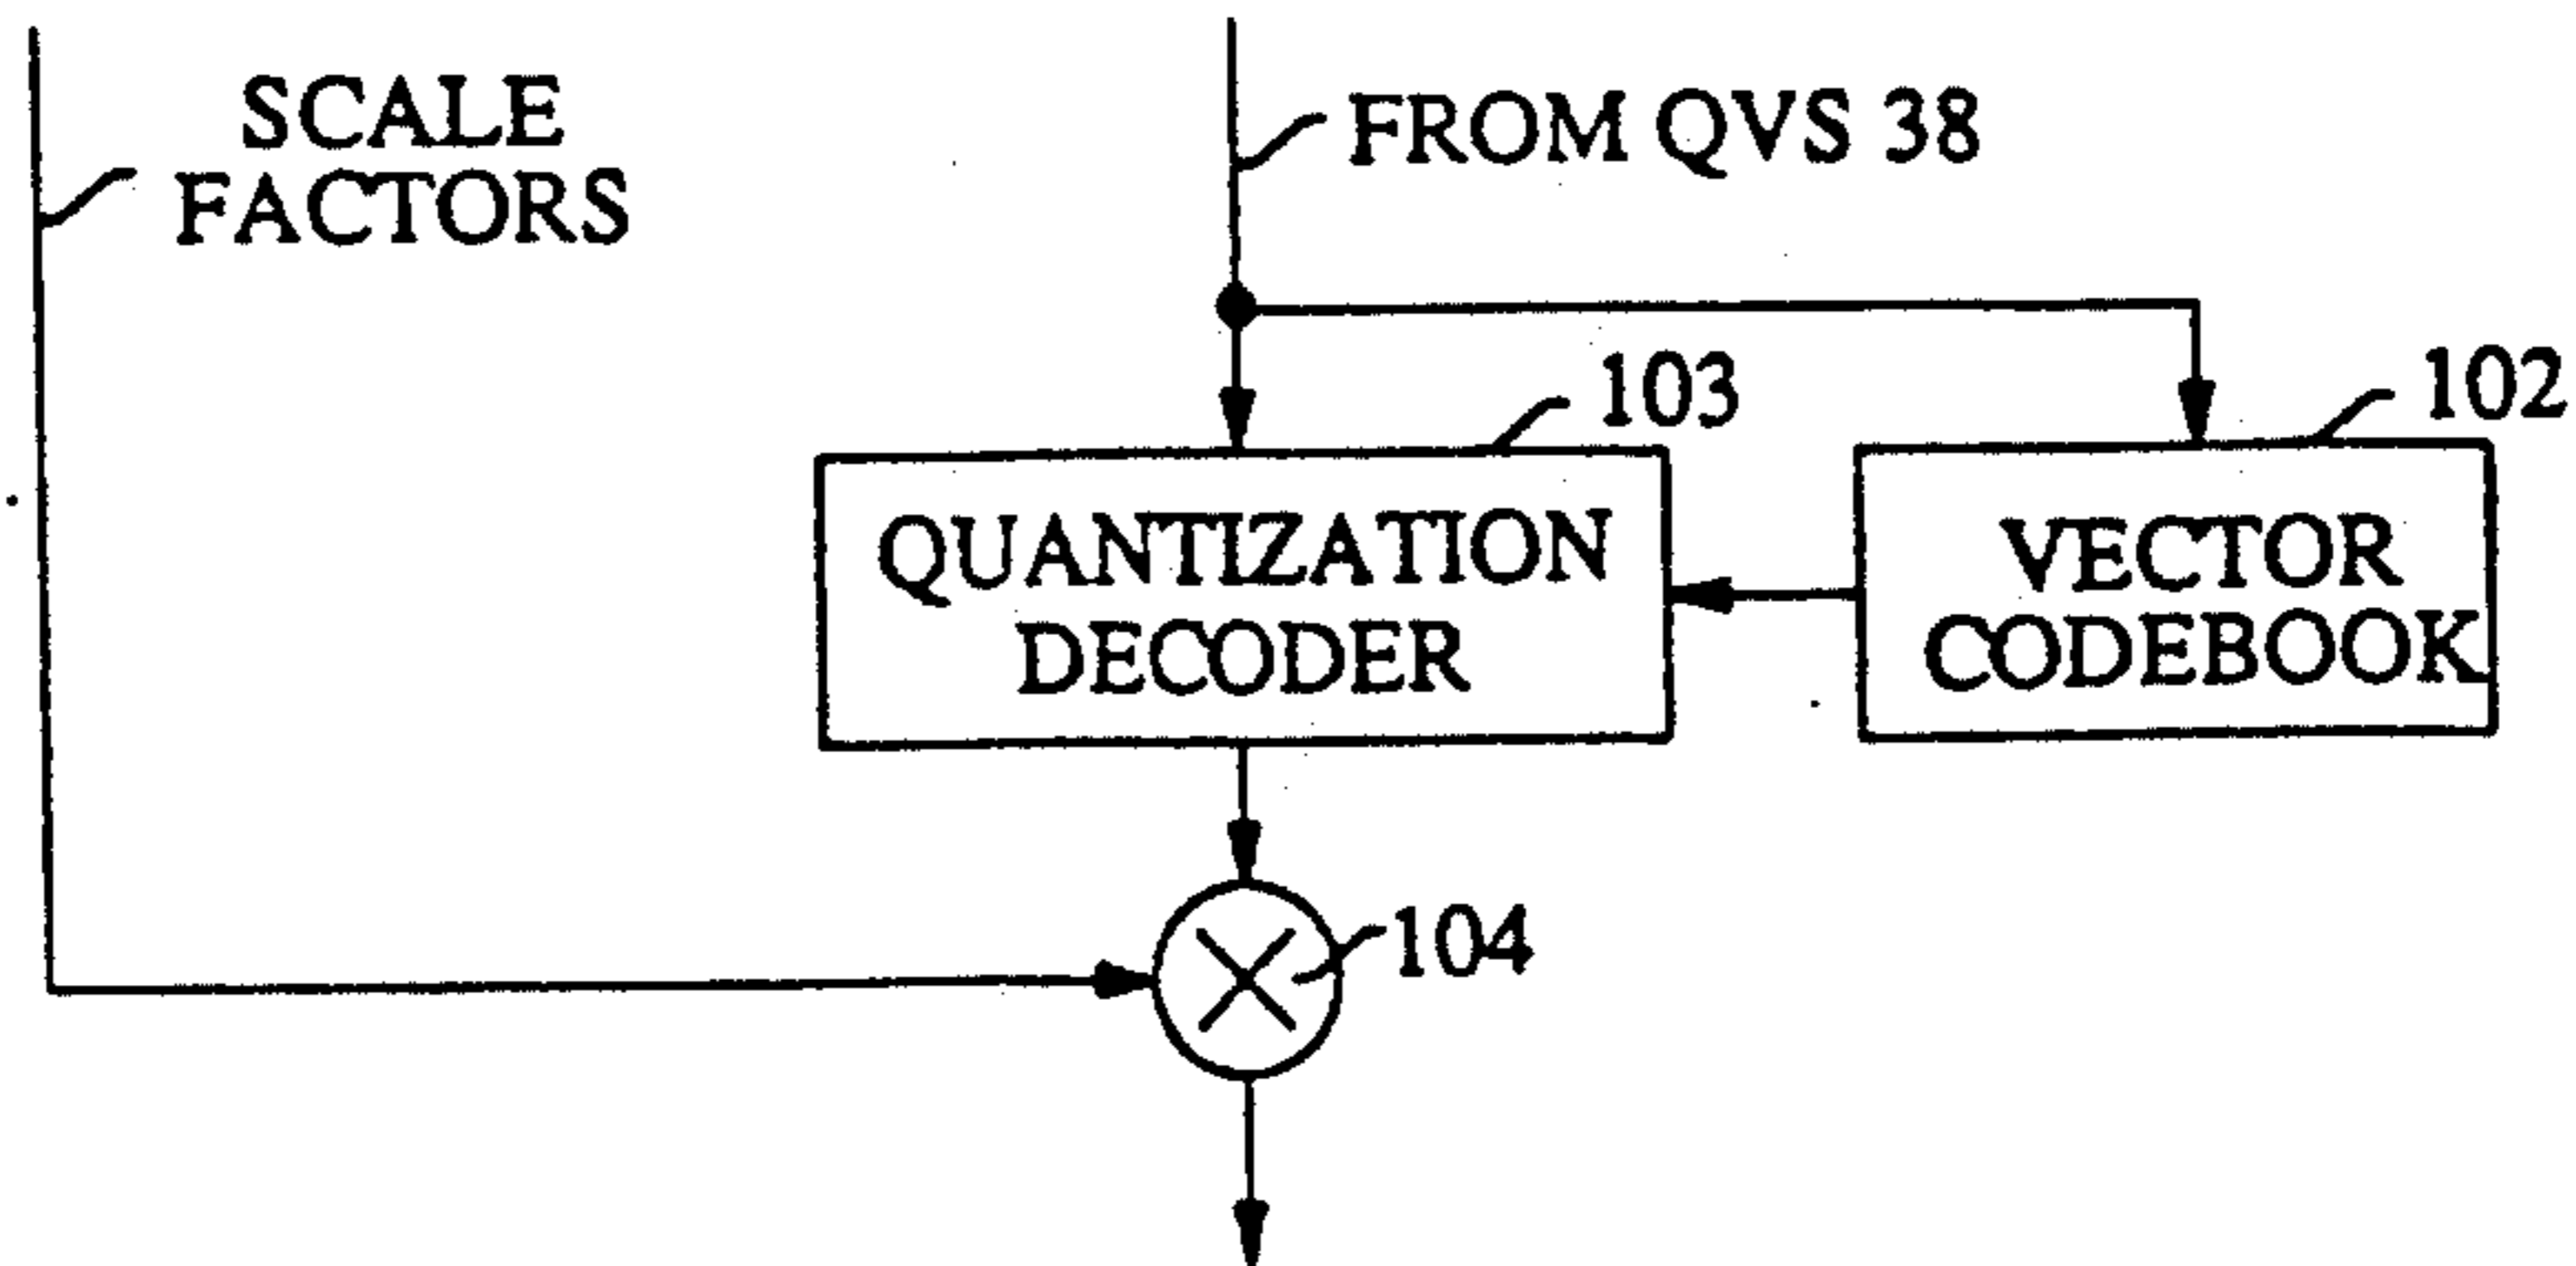 SCALE
FACTORS
FROM QVS 38
103
102
QUANTIZATION
DECODER
VECTOR
CODEBOOK
104